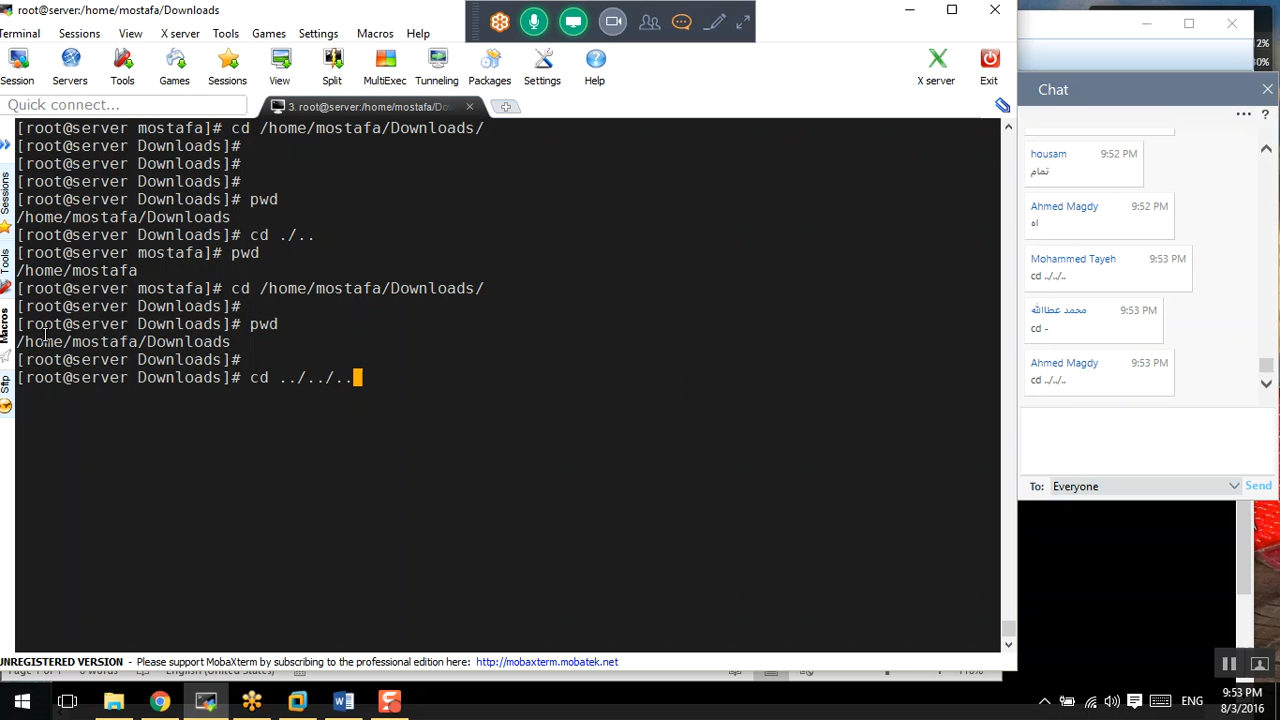 root@server:/home/mostafa/Downloads
Terminal Sessions View X server Tools Games Settings Macros Help
Session Servers Tools Games Sessions View Split MultiExec Tunneling Packages Settings Help X server Exit
Quick connect...
3. root@server:/home/mostafa/Do
[root@server mostafa]# cd /home/mostafa/Downloads/
[root@server Downloads]#
[root@server Downloads]#
[root@server Downloads]#
[root@server Downloads]# pwd
/home/mostafa/Downloads
[root@server Downloads]# cd ./..
[root@server mostafa]# pwd
/home/mostafa
[root@server mostafa]# cd /home/mostafa/Downloads/
[root@server Downloads]#
[root@server Downloads]# pwd
/home/mostafa/Downloads
[root@server Downloads]#
[root@server Downloads]# cd ../../..
Sessions
Tools
Macros
Sftp
UNREGISTERED VERSION - Please support MobaXterm by subscribing to the professional edition here: http://mobaxterm.mobatek.net
2%
30%
Chat
... ?
housam 9:52 PM
تمام
Ahmed Magdy 9:52 PM
اه
Mohammed Tayeh 9:53 PM
cd ../../..
محمد عطاالله 9:53 PM
cd -
Ahmed Magdy 9:53 PM
cd ../../..
To: Everyone Send
ENG
9:53 PM
8/3/2016